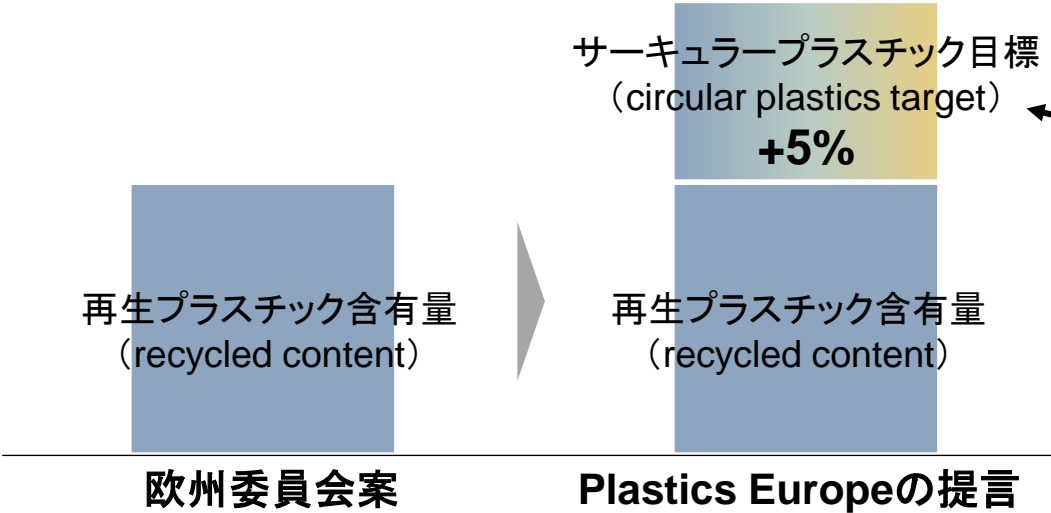 サーキュラープラスチック目標
（circular plastics target）
+5%
再生プラスチック含有量
（recycled content）
再生プラスチック含有量
（recycled content）
欧州委員会案
Plastics Europeの提言